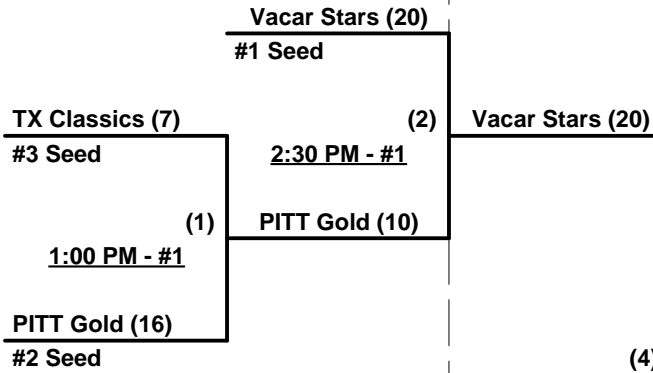 Vacar Stars (20)
#1 Seed
TX Classics (7)
(2)
Vacar Stars (20)
#3 Seed
2:30 PM - #1
(1)
PITT Gold (10)
1:00 PM - #1
PITT Gold (16)
#2 Seed
(4)